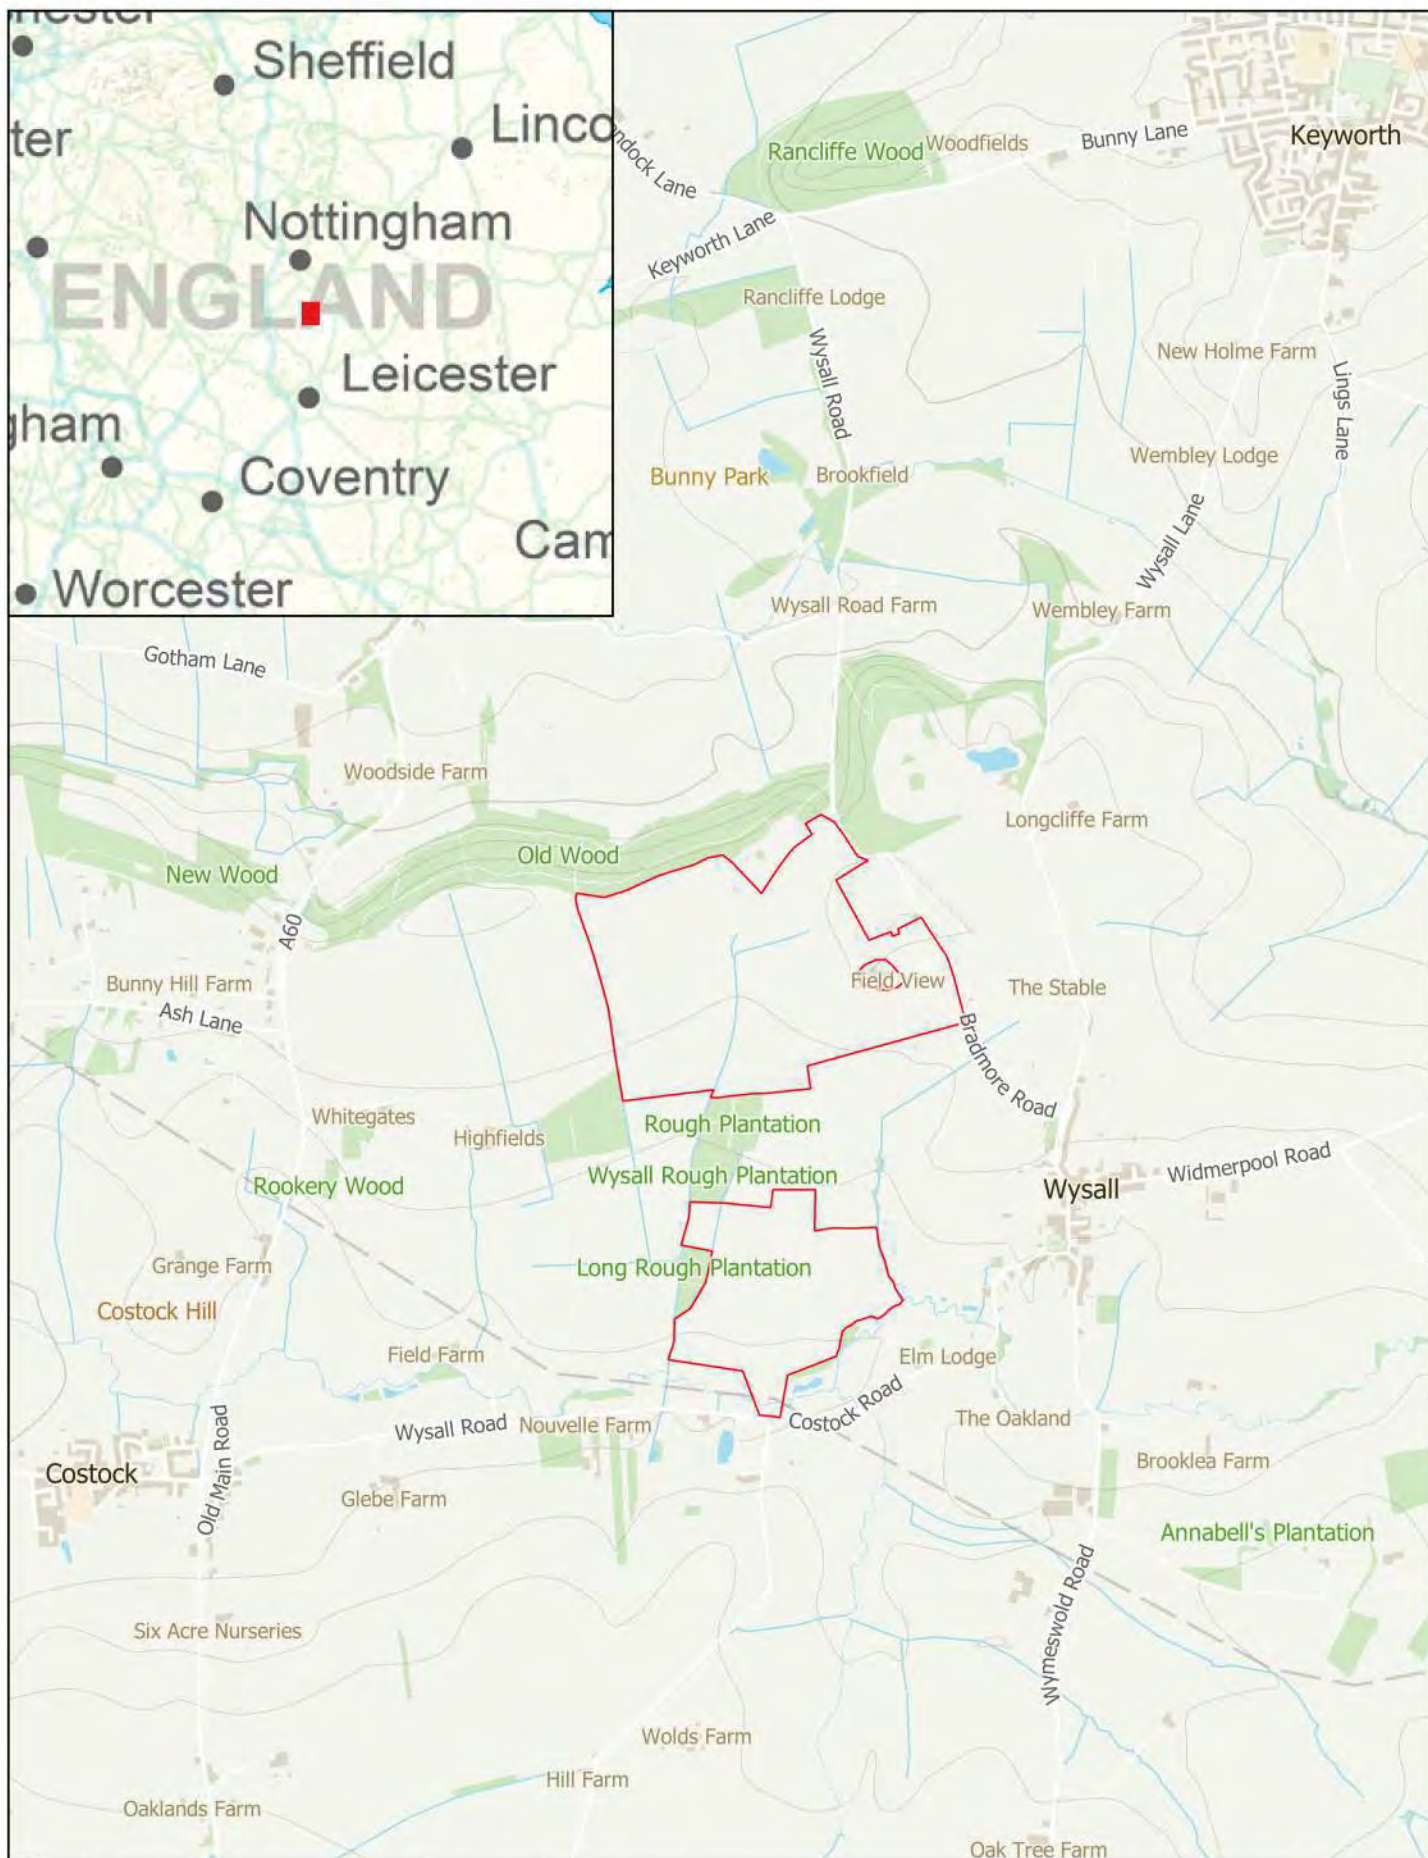 Sheffield
Linco
ter
Nottingham
ENGLAND
Leicester
gham
Coventry
Cam
Worcester
Keyworth
Bunny Lane
Woodfields
Rancliffe Wood
ndock Lane
Keyworth Lane
Rancliffe Lodge
Wysall Road
New Holme Farm
Lings Lane
Wembley Lodge
Bunny Park
Brookfield
Wysall Lane
Wysall Road Farm
Wembley Farm
Gotham Lane
Woodside Farm
Longcliffe Farm
Old Wood
New Wood
A60
Bunny Hill Farm
Field View
The Stable
Ash Lane
Bradmore Road
Whitegates
Highfields
Rough Plantation
Wysall Rough Plantation
Widmerpool Road
Rookery Wood
Wysall
Grange Farm
Long Rough Plantation
Costock Hill
Field Farm
Elm Lodge
Old Main Road
Wysall Road
Nouvelle Farm
Costock Road
The Oakland
Costock
Brooklea Farm
Glebe Farm
Annabell's Plantation
Six Acre Nurseries
Wymeswold Road
Wolds Farm
Hill Farm
Oaklands Farm
Oak Tree Farm